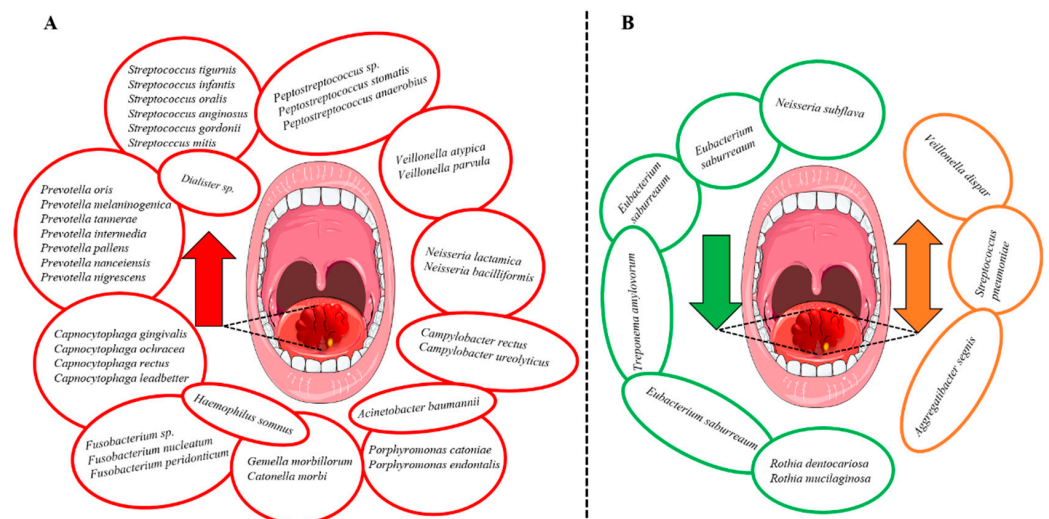 A
Streptococcus tigurnis
Streptococcus infantis
Streptococcus oralis
Streptococcus anginosus
Streptococcus gordonii
Streptocccus mitis
Peptostreptococcus sp.
Peptostreptococcus stomatis
Peptostreptococcus anaerobius
Dialister sp.
Veillonella atypica
Veillonella parvula
Prevotella oris
Prevotella melaninogenica
Prevotella tannerae
Prevotella intermedia
Prevotella pallens
Prevotella nanceiensis
Prevotella nigrescens
Neisseria lactamica
Neisseria bacilliformis
Capnocytophaga gingivalis
Capnocytophaga ochracea
Capnocytophaga rectus
Capnocytophaga leadbetter
Campylobacter rectus
Campylobacter ureolyticus
Haemophilus somnus
Acinetobacter baumannii
Fusobacterium sp.
Fusobacterium nucleatum
Fusobacterium peridonticum
Gemella morbillorum
Catonella morbi
Porphyromonas catoniae
Porphyromonas endontalis
B
Neisseria subflava
Eubacterium
saburreaum
Eubacterium
saburreaum
Treponema amylovorum
Eubacterium saburreaum
Rothia dentocariosa
Rothia mucilaginosa
Veillonella dispar
Streptococcus
pneumoniae
Aggregatibacter segnis